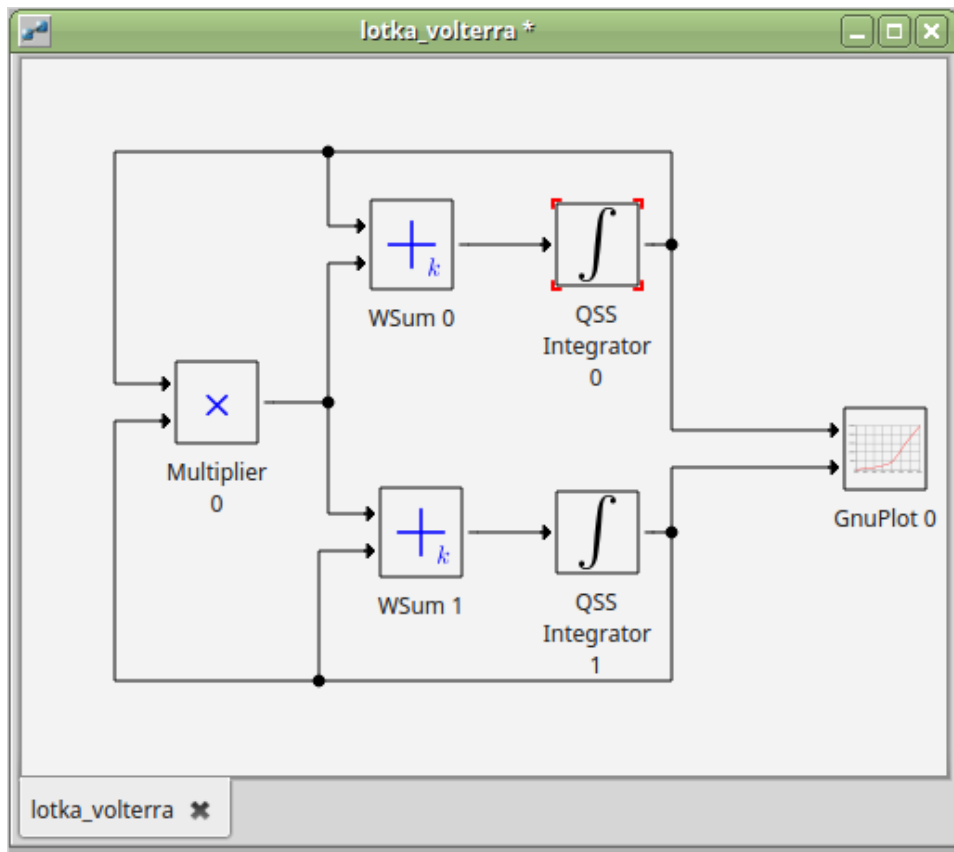 lotka_volterra *
k
WSum 0
QSS
Integrator
0
×
Multiplier
0
GnuPlot 0
k
WSum 1
QSS
Integrator
1
lotka_volterra